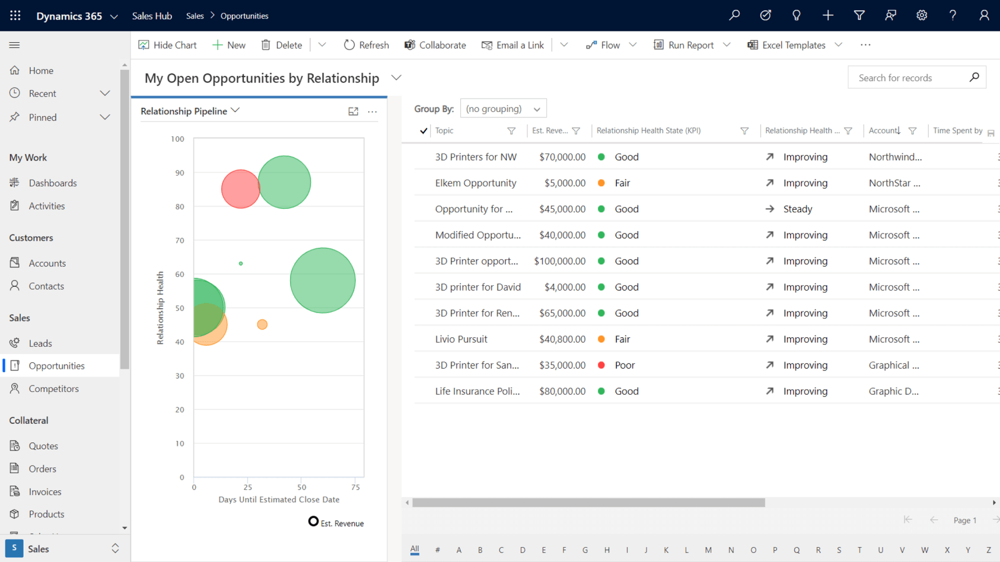 Dynamics 365 Sales Hub Sales > Opportunities
Hide Chart New Delete Refresh Collaborate Email a Link Flow Run Report Excel Templates ...
Home
Recent
Pinned
My Work
Dashboards
Activities
Customers
Accounts
Contacts
Sales
Leads
Opportunities
Competitors
Collateral
Quotes
Orders
Invoices
Products
S Sales
My Open Opportunities by Relationship
Search for records
Relationship Pipeline
100
90
80
70
60
50
40
30
20
10
0
Relationship Health
0 25 50 75
Days Until Estimated Close Date
Est. Revenue
Group By: (no grouping)
Topic Est. Reve... Relationship Health State (KPI) Relationship Health ... Account↓ Time Spent by
3D Printers for NW $70,000.00 Good Improving Northwind...
Elkem Opportunity $5,000.00 Fair Improving NorthStar ...
Opportunity for ... $45,000.00 Good Steady Microsoft ...
Modified Opportu... $40,000.00 Good Improving Microsoft ...
3D Printer opport... $100,000.00 Good Improving Microsoft ...
3D printer for David $4,000.00 Good Improving Microsoft ...
3D Printer for Ren... $65,000.00 Good Improving Microsoft ...
Livio Pursuit $40,800.00 Fair Improving Microsoft ...
3D Printer for San... $35,000.00 Poor Improving Graphical ...
Life Insurance Poli... $80,000.00 Good Improving Graphic D...
Page 1
All # A B C D E F G H I J K L M N O P Q R S T U V W X Y Z